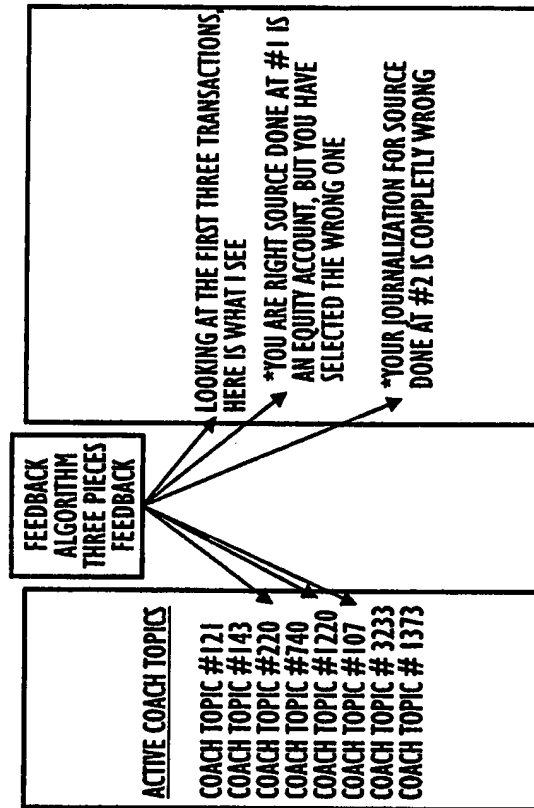 ACTIVE COACH TOPICS
COACH TOPIC #121
COACH TOPIC #143
COACH TOPIC #220
COACH TOPIC #740
COACH TOPIC #1220
COACH TOPIC #107
COACH TOPIC # 3233
COACH TOPIC # 1373
FEEDBACK
ALGORITHM
THREE PIECES
FEEDBACK
LOOKING AT THE FIRST THREE TRANSACTIONS,
HERE IS WHAT I SEE
*YOU ARE RIGHT SOURCE DONE AT #1 IS
AN EQUITY ACCOUNT, BUT YOU HAVE
SELECTED THE WRONG ONE
*YOUR JOURNALIZATION FOR SOURCE
DONE AT #2 IS COMPLETLY WRONG